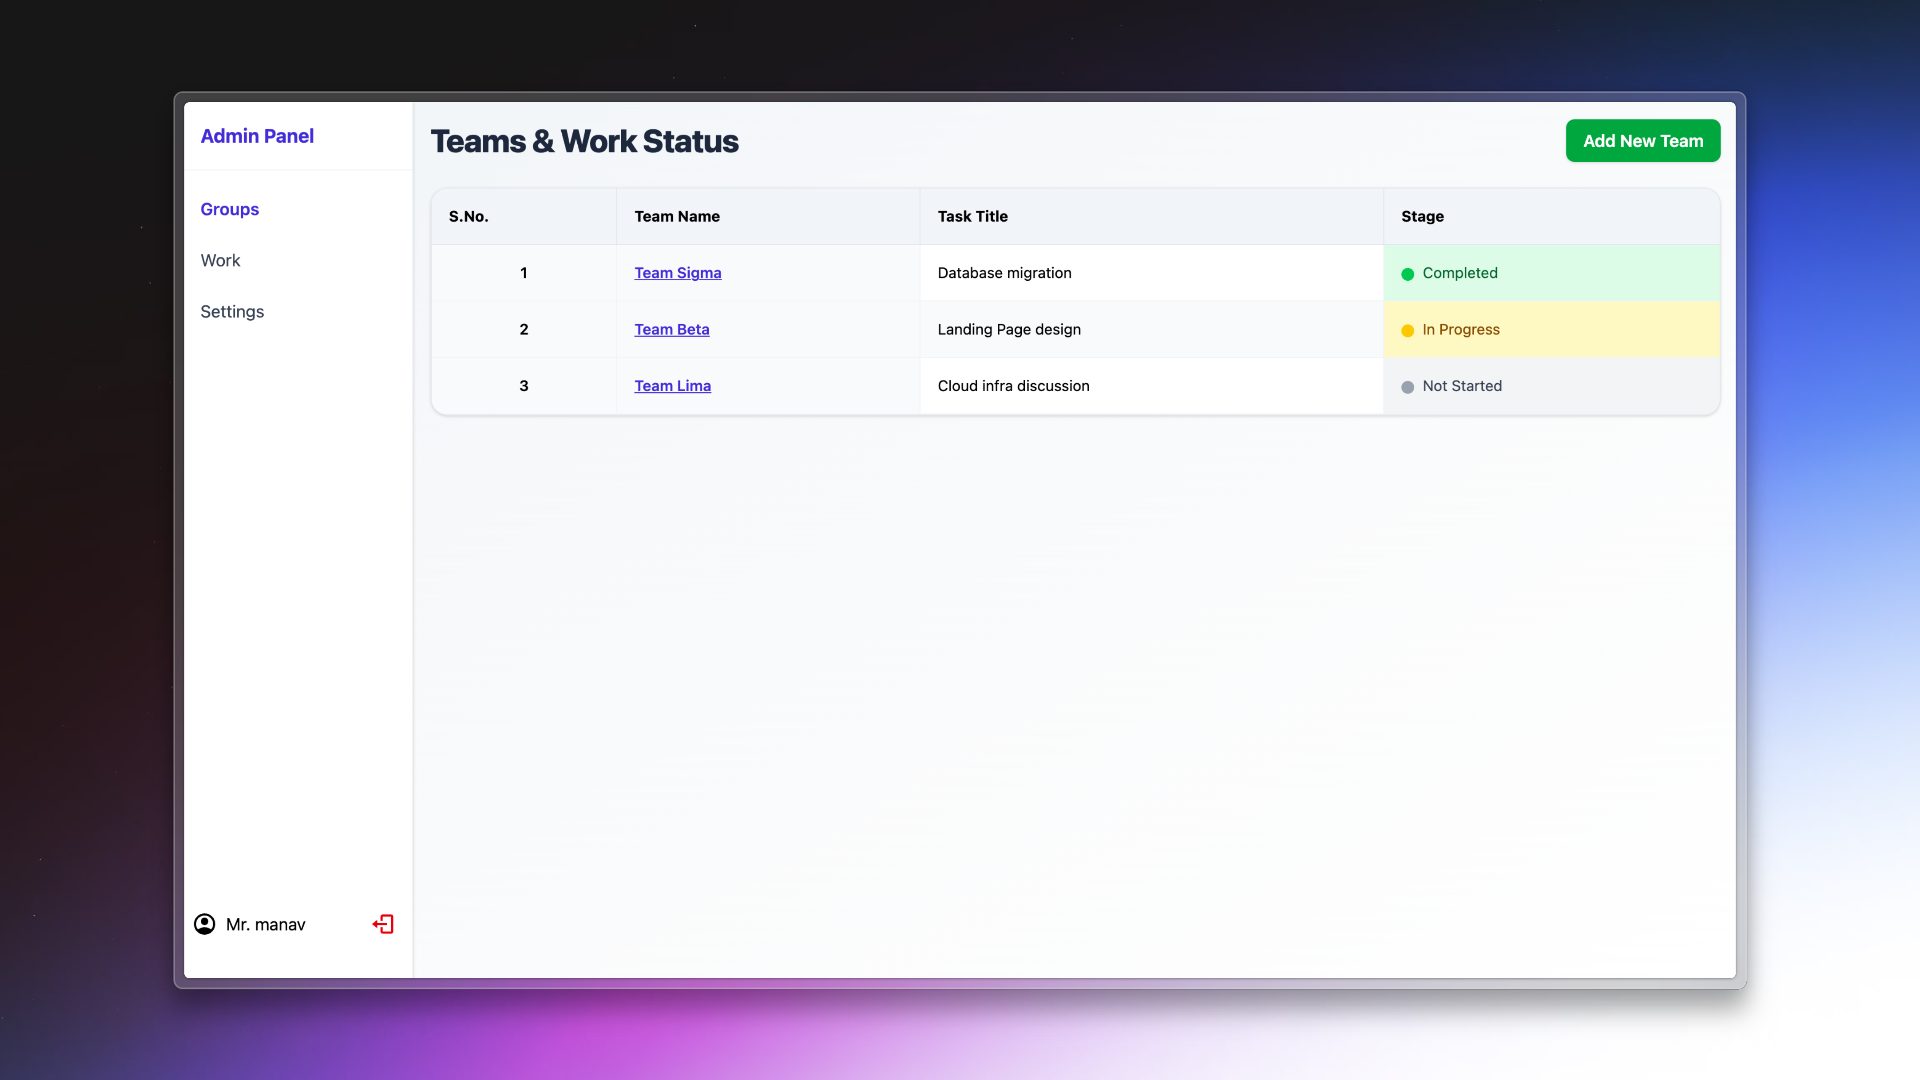 Admin Panel
Groups
Work
Settings
Mr. manav
Teams & Work Status
Add New Team
S.No. Team Name Task Title Stage
1 Team Sigma Database migration Completed
2 Team Beta Landing Page design In Progress
3 Team Lima Cloud infra discussion Not Started